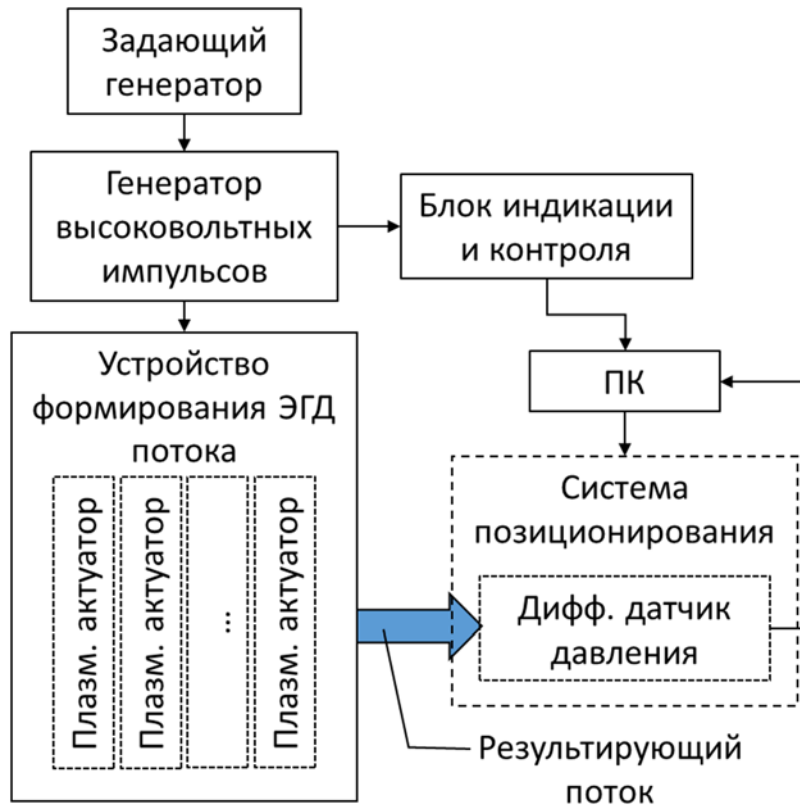 Задающий
генератор
Генератор
высоковольтных
импульсов
Блок индикации
и контроля
Устройство
формирования ЭГД
потока
Плазм. актуатор
Плазм. актуатор
...
Плазм. актуатор
ПК
Система
позиционирования
Дифф. датчик
давления
Результирующий
поток